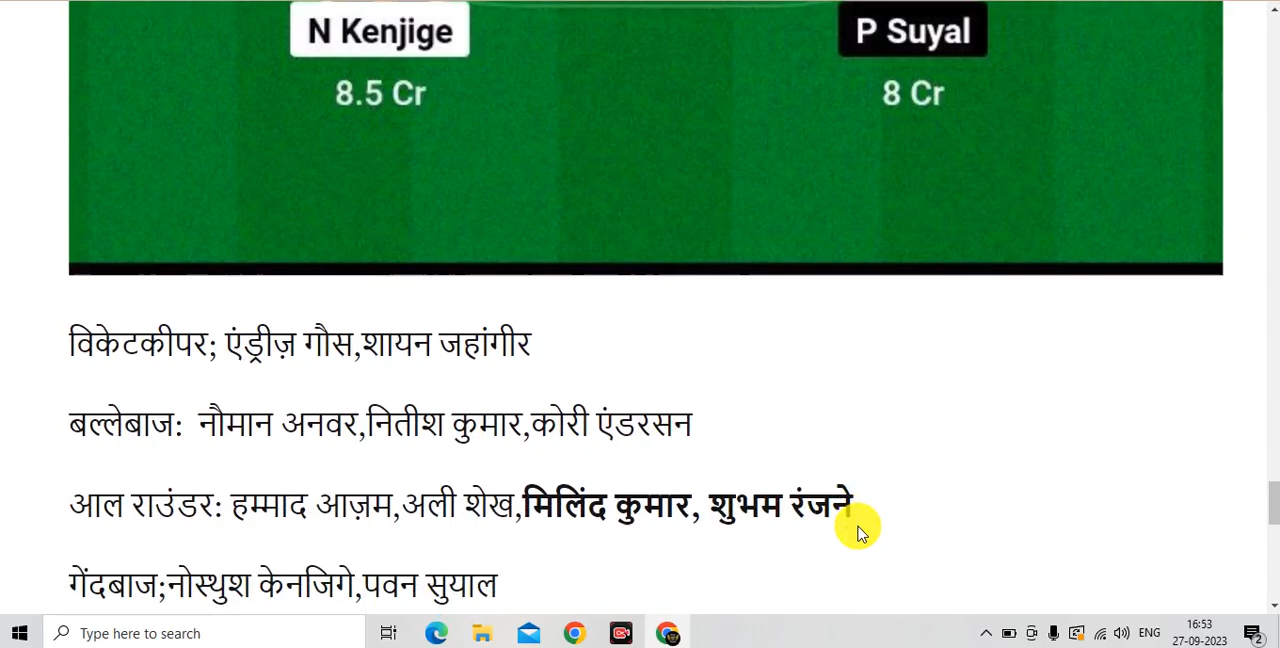 N Kenjige P Suyal
8.5 Cr 8 Cr
विकेटकीपर; एंड्रीज़ गौस,शायन जहांगीर
बल्लेबाज: नौमान अनवर,नितीश कुमार,कोरी एंडरसन
आल राउंडर: हम्माद आज़म,अली शेख,मिलिंद कुमार, शुभम रंजने
गेंदबाज;नोस्थुश केनजिगे,पवन सुयाल
Type here to search
ENG
16:53
27-09-2023
2